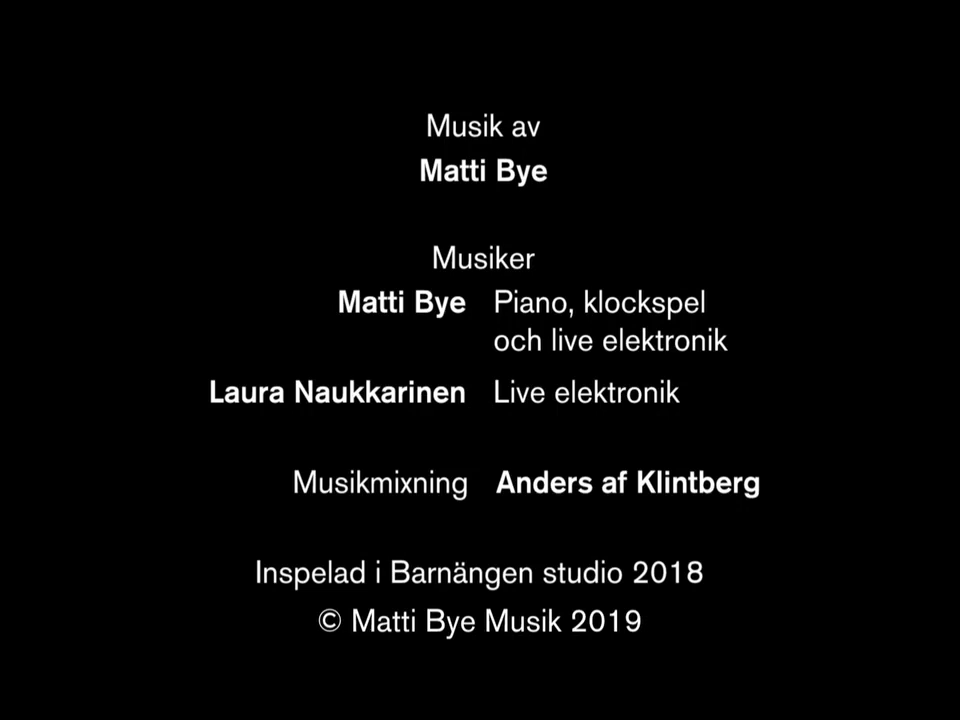 Musik av
Matti Bye
Musiker
Matti Bye Piano, klockspel
och live elektronik
Laura Naukkarinen Live elektronik
Musikmixning Anders af Klintberg
Inspelad i Barnängen studio 2018
© Matti Bye Musik 2019